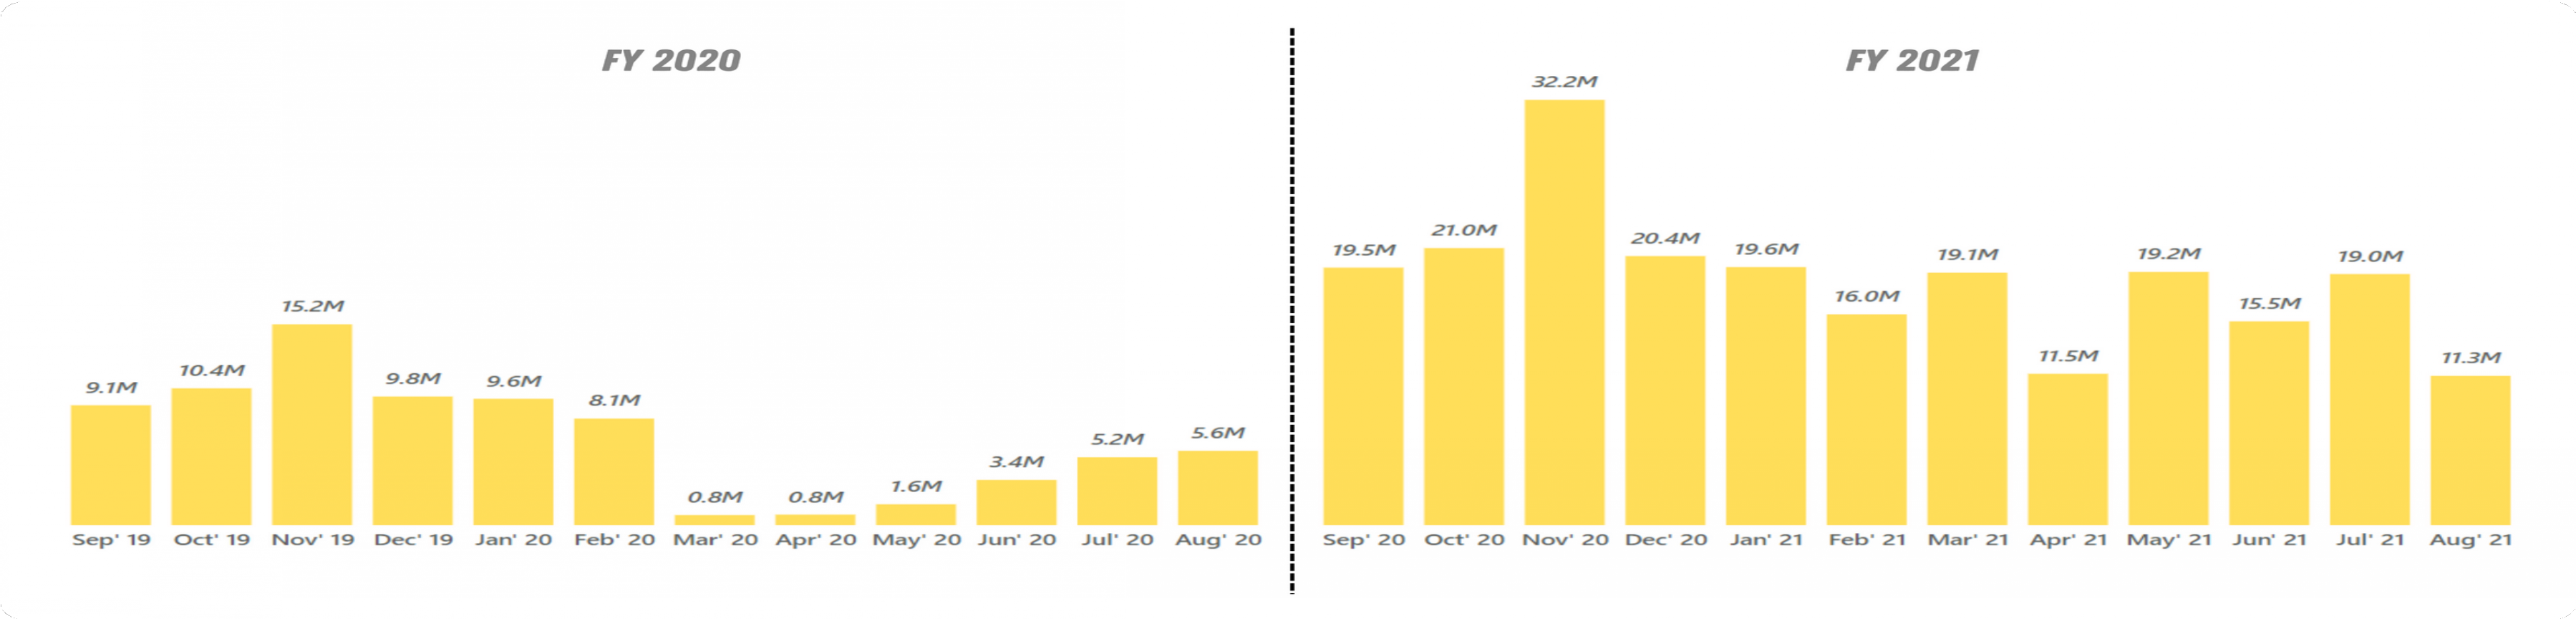 FY 2020
15.2M
10.4M
9.1M
9.8M
9.6M
8.1M
0.8M
0.8M
1.6M
3.4M
5.2M
5.6M
Sep' 19 Oct' 19 Nov' 19 Dec' 19 Jan' 20 Feb' 20 Mar' 20 Apr' 20 May' 20 Jun' 20 Jul' 20 Aug' 20
FY 2021
32.2M
19.5M
21.0M
20.4M
19.6M
16.0M
19.1M
11.5M
19.2M
15.5M
19.0M
11.3M
Sep' 20 Oct' 20 Nov' 20 Dec' 20 Jan' 21 Feb' 21 Mar' 21 Apr' 21 May' 21 Jun' 21 Jul' 21 Aug' 21